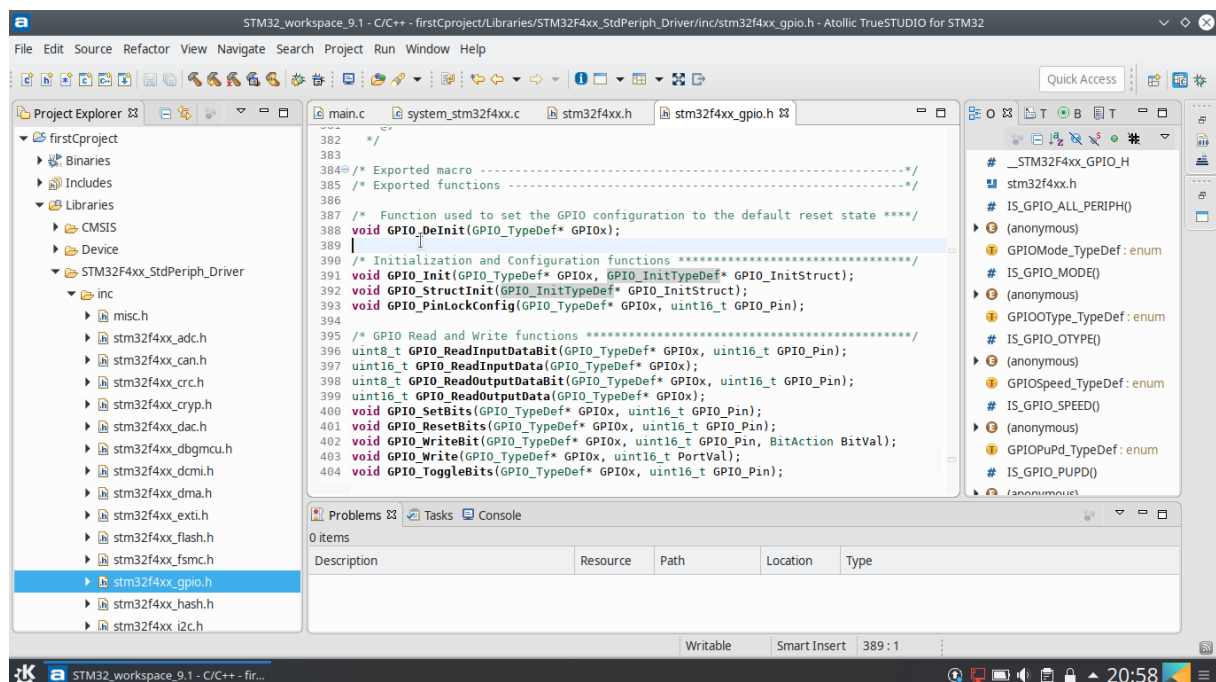 STM32_workspace_9.1 - C/C++ - firstCproject/Libraries/STM32F4xx_StdPeriph_Driver/inc/stm32f4xx_gpio.h - Atollic TrueSTUDIO for STM32
File Edit Source Refactor View Navigate Search Project Run Window Help
Quick Access
Project Explorer
firstCproject
Binaries
Includes
Libraries
CMSIS
Device
STM32F4xx_StdPeriph_Driver
inc
misc.h
stm32f4xx_adc.h
stm32f4xx_can.h
stm32f4xx_crc.h
stm32f4xx_cryp.h
stm32f4xx_dac.h
stm32f4xx_dbgmcu.h
stm32f4xx_dcmi.h
stm32f4xx_dma.h
stm32f4xx_exti.h
stm32f4xx_flash.h
stm32f4xx_fsmc.h
stm32f4xx_gpio.h
stm32f4xx_hash.h
stm32f4xx_i2c.h
main.c system_stm32f4xx.c stm32f4xx.h stm32f4xx_gpio.h
382 */
383
384 /* Exported macro ------------------------------------------------------------*/
385 /* Exported functions --------------------------------------------------------*/
386
387 /* Function used to set the GPIO configuration to the default reset state ****/
388 void GPIO_DeInit(GPIO_TypeDef* GPIOx);
389
390 /* Initialization and Configuration functions *********************************/
391 void GPIO_Init(GPIO_TypeDef* GPIOx, GPIO_InitTypeDef* GPIO_InitStruct);
392 void GPIO_StructInit(GPIO_InitTypeDef* GPIO_InitStruct);
393 void GPIO_PinLockConfig(GPIO_TypeDef* GPIOx, uint16_t GPIO_Pin);
394
395 /* GPIO Read and Write functions **********************************************/
396 uint8_t GPIO_ReadInputDataBit(GPIO_TypeDef* GPIOx, uint16_t GPIO_Pin);
397 uint16_t GPIO_ReadInputData(GPIO_TypeDef* GPIOx);
398 uint8_t GPIO_ReadOutputDataBit(GPIO_TypeDef* GPIOx, uint16_t GPIO_Pin);
399 uint16_t GPIO_ReadOutputData(GPIO_TypeDef* GPIOx);
400 void GPIO_SetBits(GPIO_TypeDef* GPIOx, uint16_t GPIO_Pin);
401 void GPIO_ResetBits(GPIO_TypeDef* GPIOx, uint16_t GPIO_Pin);
402 void GPIO_WriteBit(GPIO_TypeDef* GPIOx, uint16_t GPIO_Pin, BitAction BitVal);
403 void GPIO_Write(GPIO_TypeDef* GPIOx, uint16_t PortVal);
404 void GPIO_ToggleBits(GPIO_TypeDef* GPIOx, uint16_t GPIO_Pin);
O T B T
# __STM32F4xx_GPIO_H
stm32f4xx.h
# IS_GPIO_ALL_PERIPH()
(anonymous)
GPIOMode_TypeDef : enum
# IS_GPIO_MODE()
(anonymous)
GPIOOType_TypeDef : enum
# IS_GPIO_OTYPE()
(anonymous)
GPIOSpeed_TypeDef : enum
# IS_GPIO_SPEED()
(anonymous)
GPIOPuPd_TypeDef : enum
# IS_GPIO_PUPD()
(anonymous)
Problems Tasks Console
0 items
Description Resource Path Location Type
Writable Smart Insert 389 : 1
STM32_workspace_9.1 - C/C++ - fir...
20:58